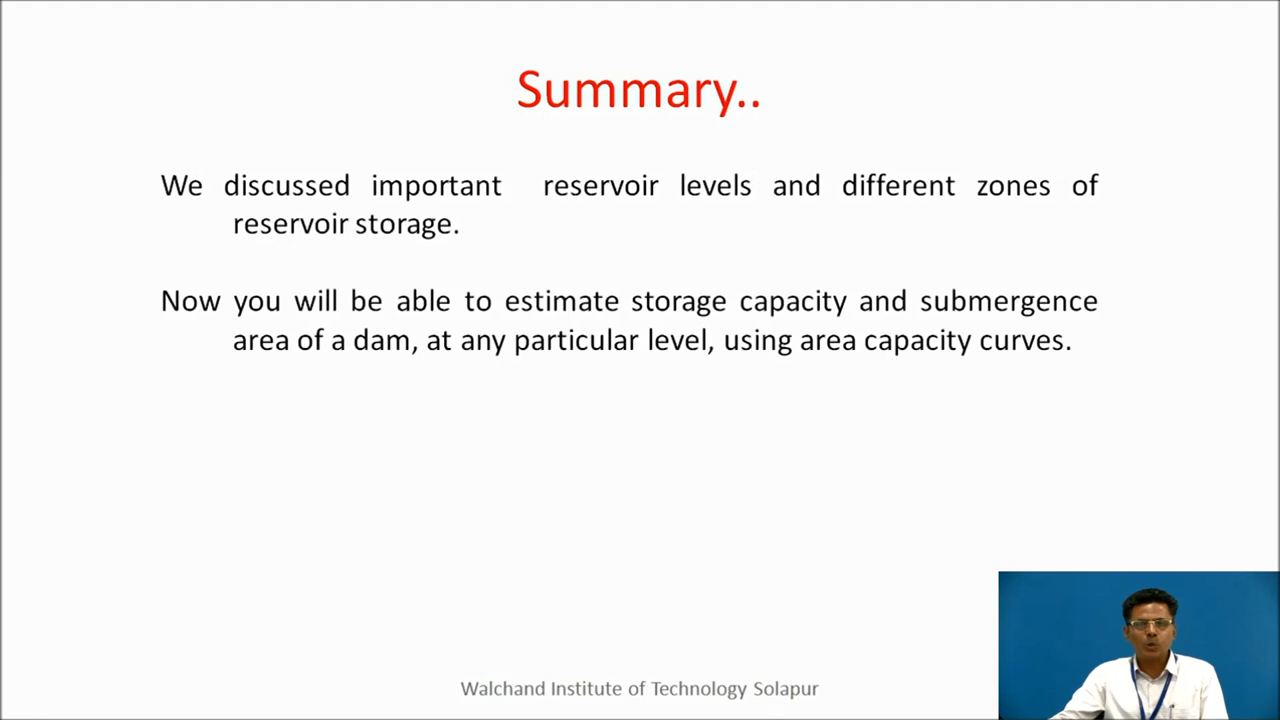 Summary..
We discussed important reservoir levels and different zones of
reservoir storage.
Now you will be able to estimate storage capacity and submergence
area of a dam, at any particular level, using area capacity curves.
Walchand Institute of Technology Solapur